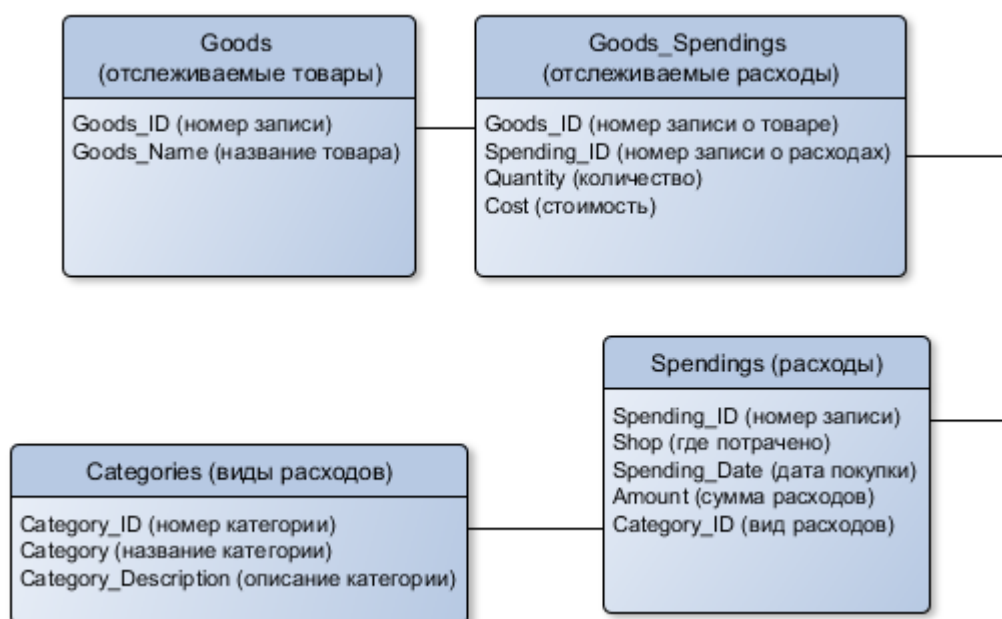 Goods
(отслеживаемые товары)
Goods_ID (номер записи)
Goods_Name (название товара)
Goods_Spendings
(отслеживаемые расходы)
Goods_ID (номер записи о товаре)
Spending_ID (номер записи о расходах)
Quantity (количество)
Cost (стоимость)
Spendings (расходы)
Spending_ID (номер записи)
Shop (где потрачено)
Spending_Date (дата покупки)
Amount (сумма расходов)
Category_ID (вид расходов)
Categories (виды расходов)
Category_ID (номер категории)
Category (название категории)
Category_Description (описание категории)